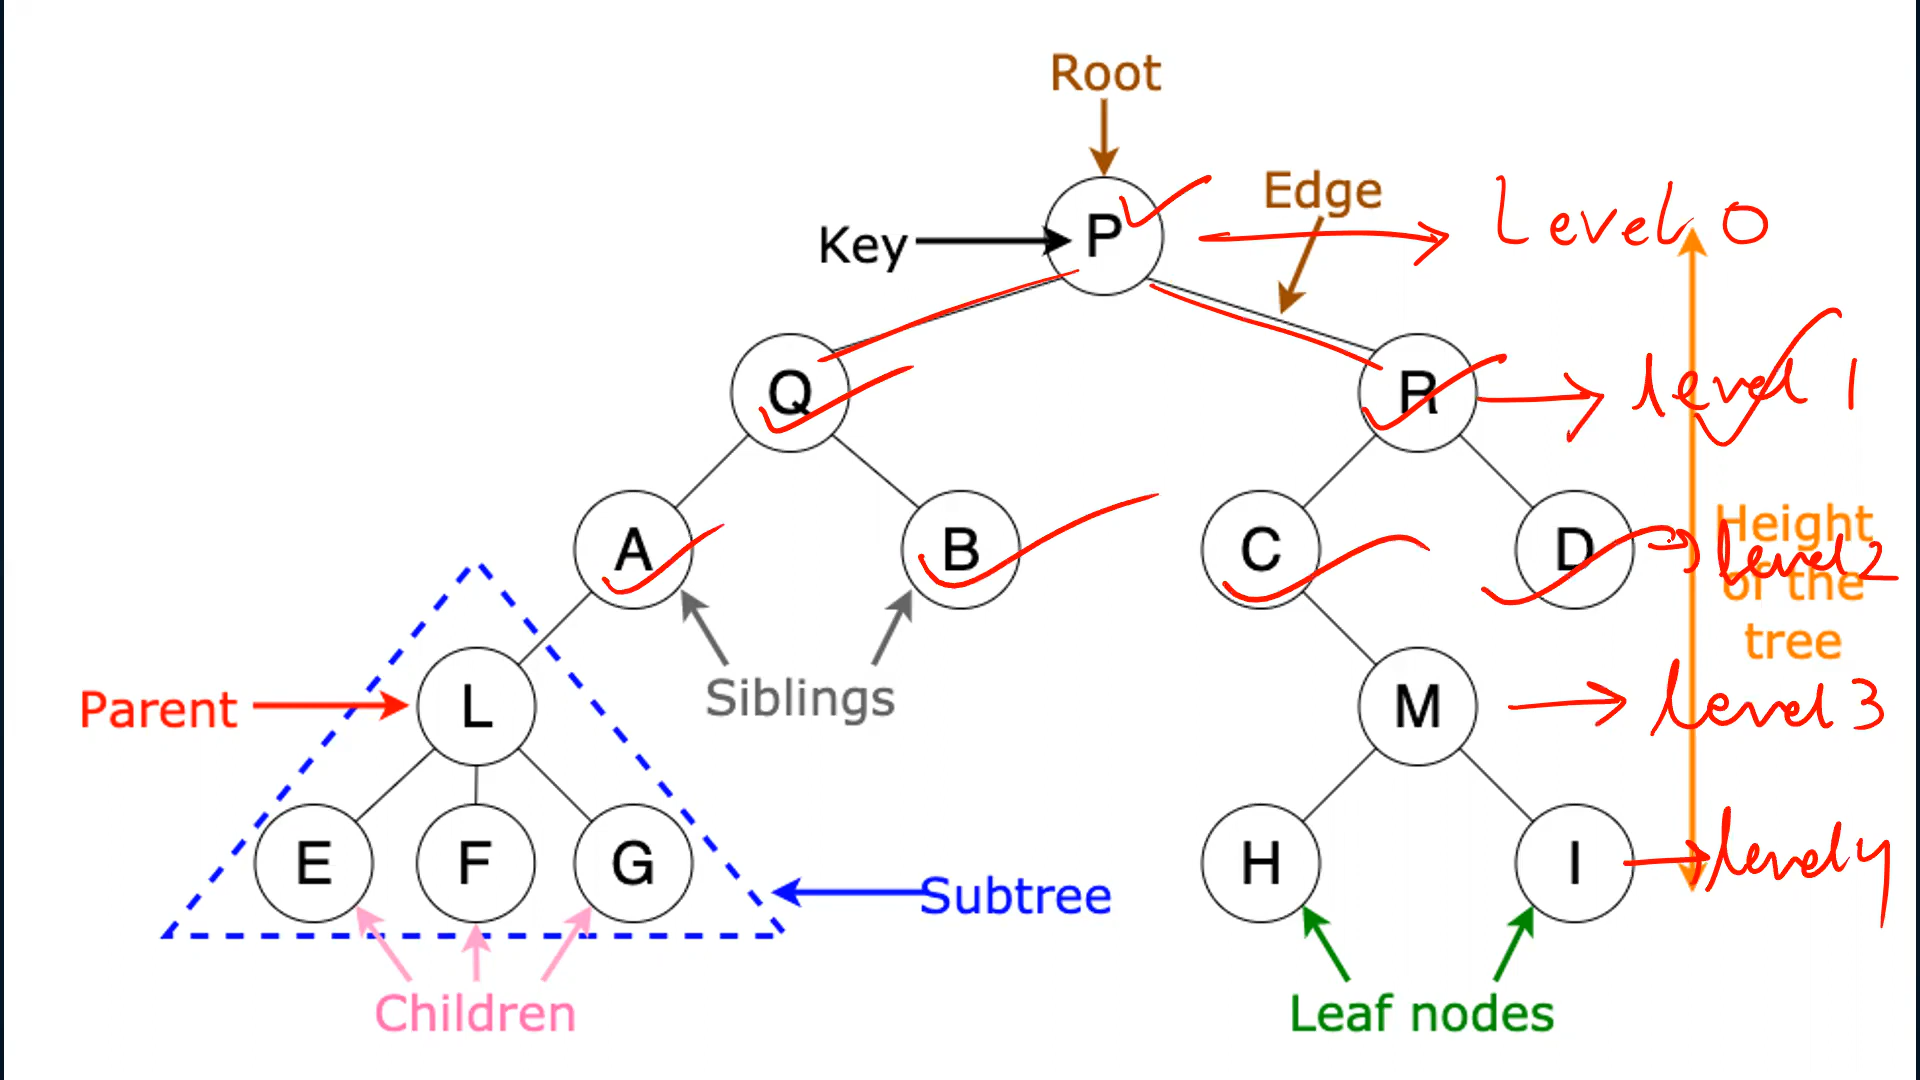 Root
Edge
Key
P
Level 0
Q
R
level 1
A
B
C
D
Height
of the
tree
level 2
Parent
L
Siblings
M
level 3
E
F
G
Subtree
H
I
level 4
Children
Leaf nodes